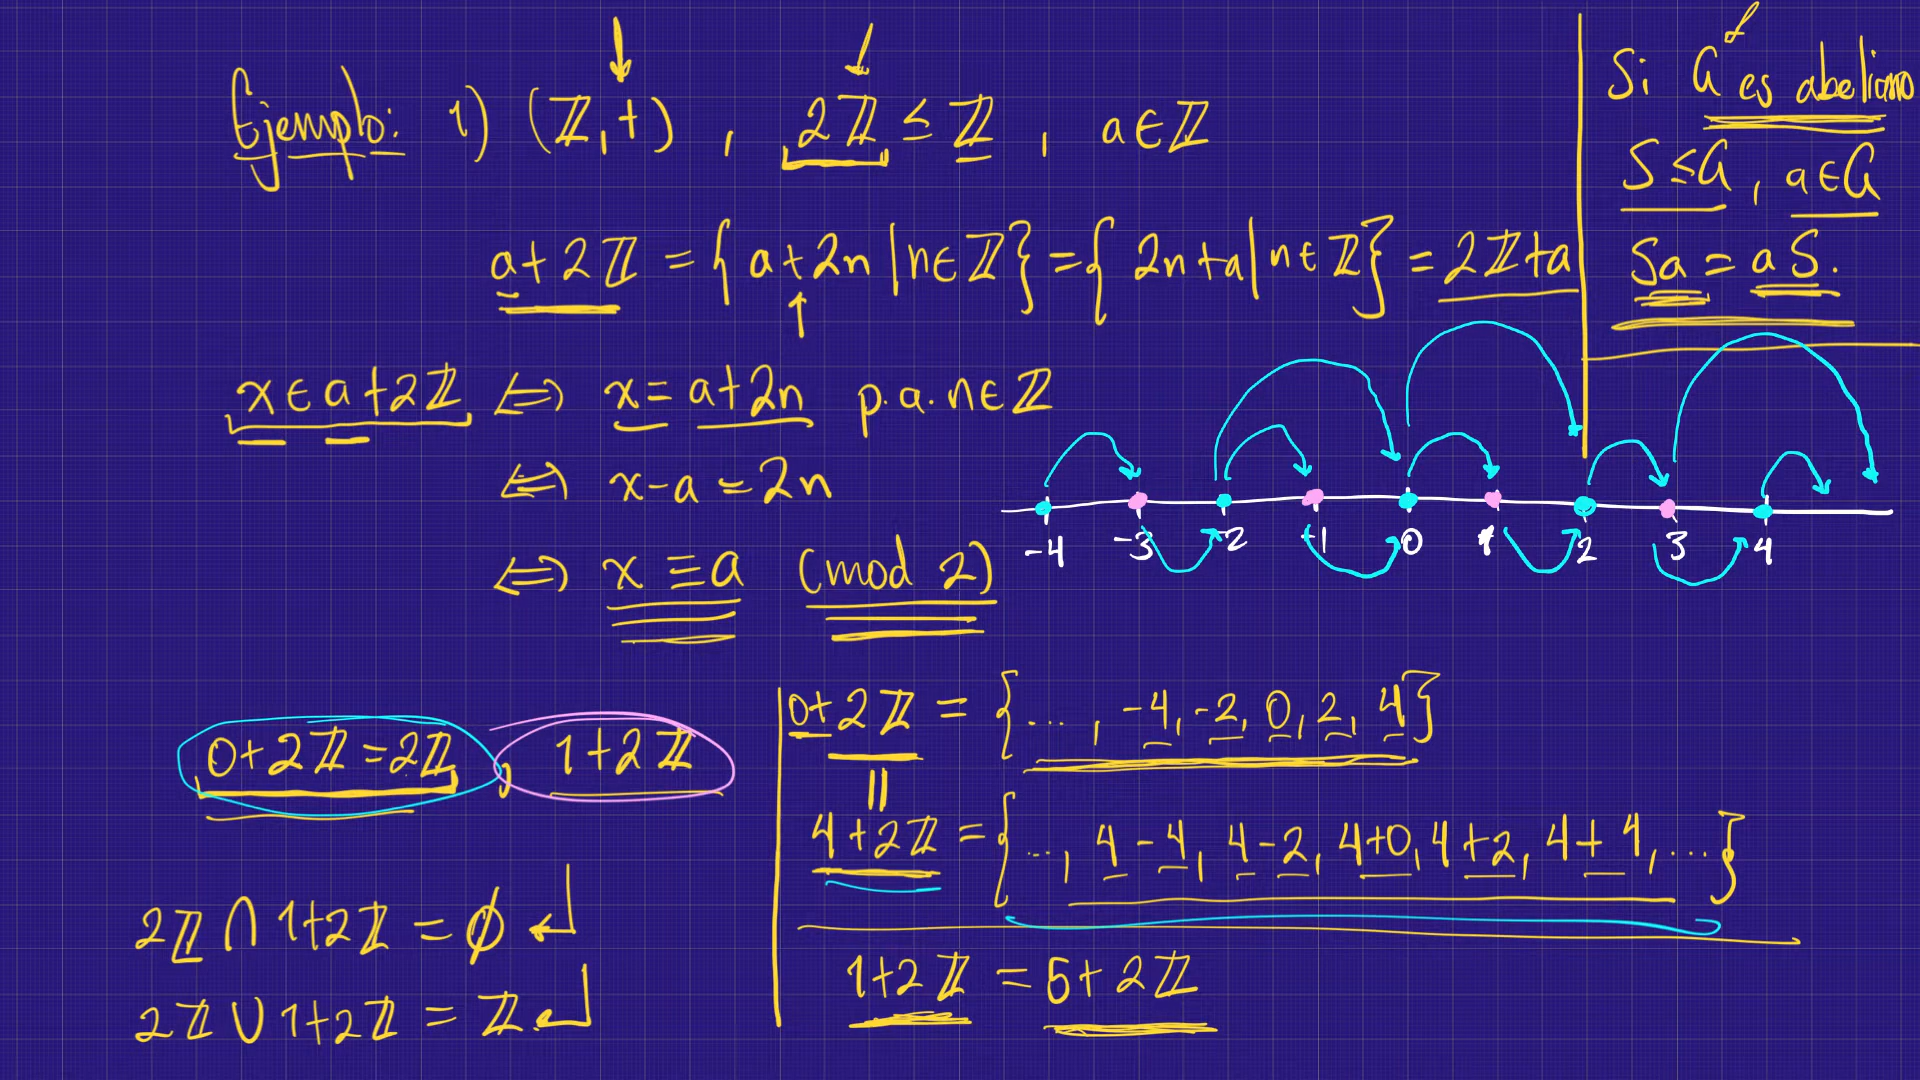 Ejemplo: 1) (ℤ,+) , 2ℤ ≤ ℤ , a∈ℤ
a+2ℤ = { a+2n | n∈ℤ} = { 2n+a | n∈ℤ} = 2ℤ+a
x∈a+2ℤ ⟺ x = a+2n p.a. n∈ℤ
⟺ x-a = 2n
⟺ x ≡ a (mod 2)
Si G es abeliano
S≤G , a∈G
Sa = aS.
-4 -3 -2 -1 0 1 2 3 4
0+2ℤ = 2ℤ , 1+2ℤ
2ℤ ∩ 1+2ℤ = ∅
2ℤ ∪ 1+2ℤ = ℤ
0+2ℤ = {..., -4, -2, 0, 2, 4}
=
4+2ℤ = {..., 4-4, 4-2, 4+0, 4+2, 4+4, ...}
1+2ℤ = 5+2ℤ